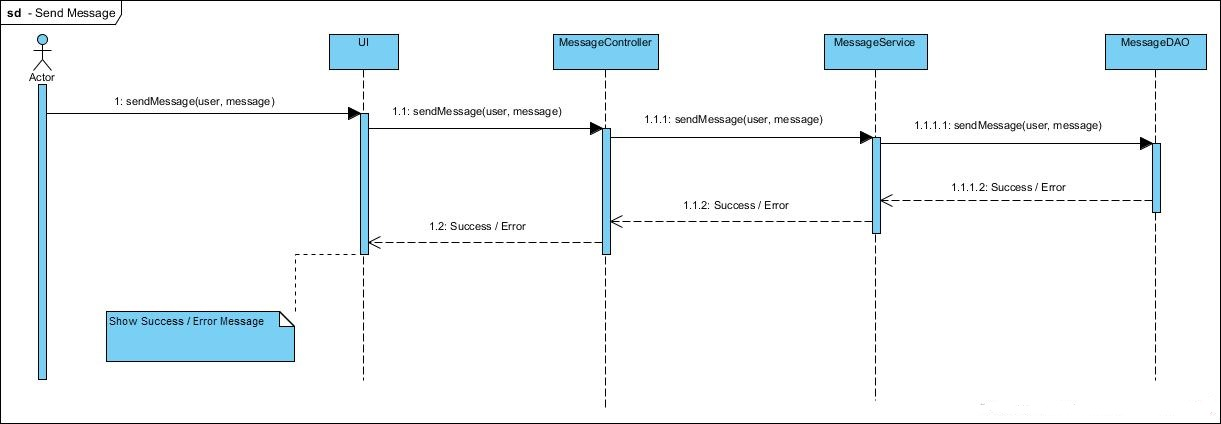 sd - Send Message
Actor
UI
MessageController
MessageService
MessageDAO
1: sendMessage(user, message)
1.1: sendMessage(user, message)
1.1.1: sendMessage(user, message)
1.1.1.1: sendMessage(user, message)
1.1.1.2: Success / Error
1.1.2: Success / Error
1.2: Success / Error
Show Success / Error Message